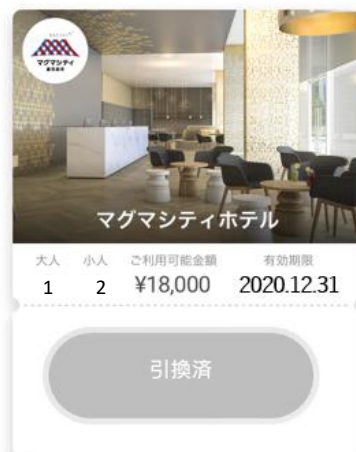 マグマシティ
マグマシティホテル
大人 小人 ご利用可能金額 有効期限
1 2 ¥18,000 2020.12.31
引換済